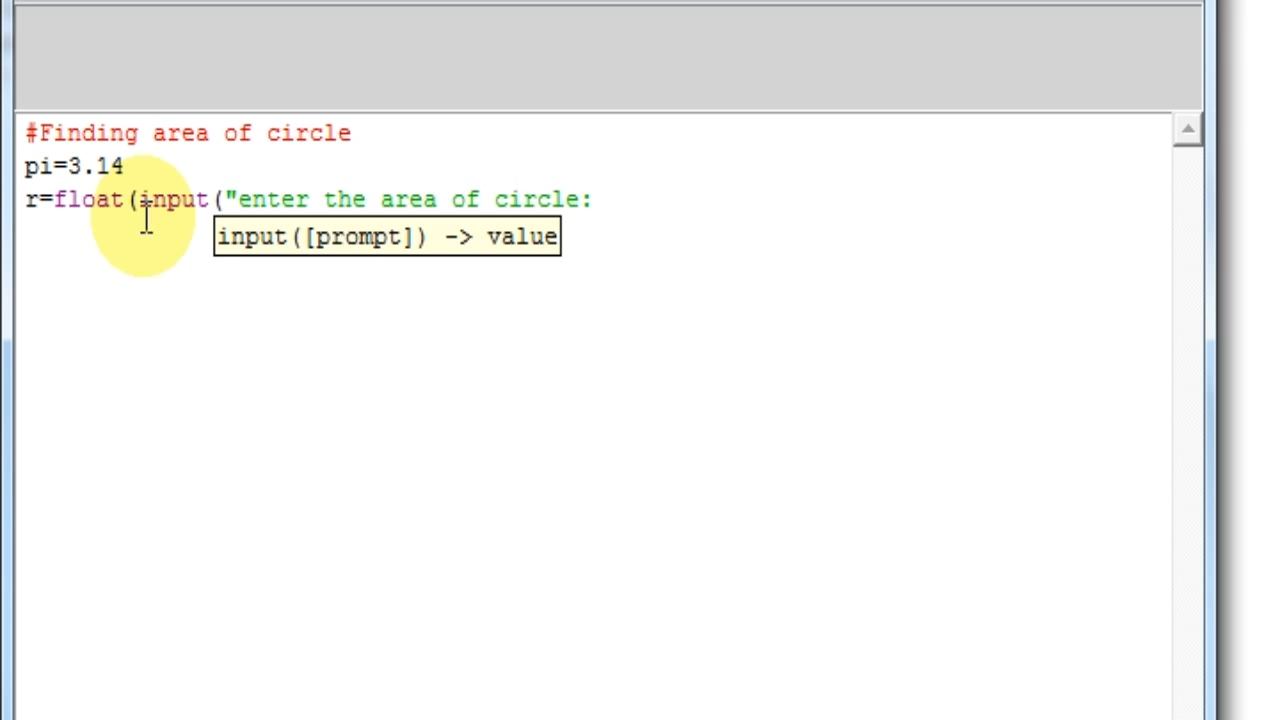 #Finding area of circle
pi=3.14
r=float(input("enter the area of circle:
input([prompt]) -> value